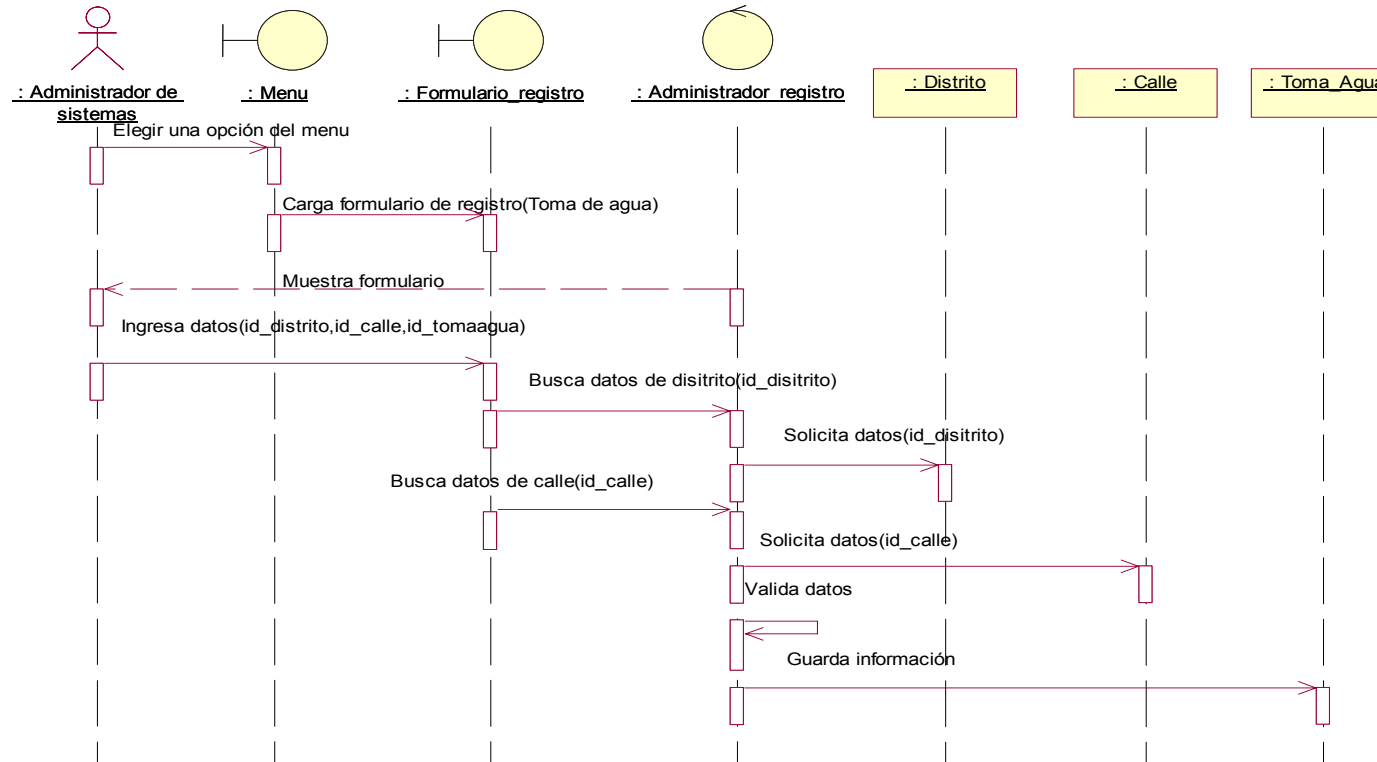 : Administrador de
sistemas
: Menu
: Formulario_registro
: Administrador_registro
: Distrito
: Calle
: Toma_Agua
Elegir una opción del menu
Carga formulario de registro(Toma de agua)
Muestra formulario
Ingresa datos(id_distrito,id_calle,id_tomaagua)
Busca datos de disitrito(id_disitrito)
Solicita datos(id_disitrito)
Busca datos de calle(id_calle)
Solicita datos(id_calle)
Valida datos
Guarda información